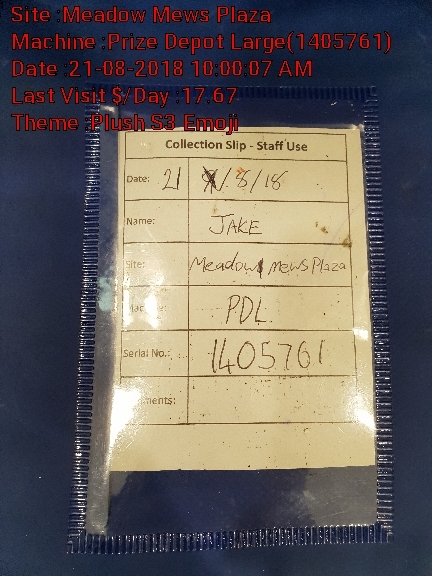 Site :Meadow Mews Plaza
Machine :Prize Depot Large(1405761)
Date :21-08-2018 10:00:07 AM
Last Visit $/Day :17.67
Theme :Plush S3 Emoji
Collection Slip - Staff Use
Date: 21 /8/18
Name: JAKE
Site: Meadow Mews Plaza
PDL
Serial No.: 1405761